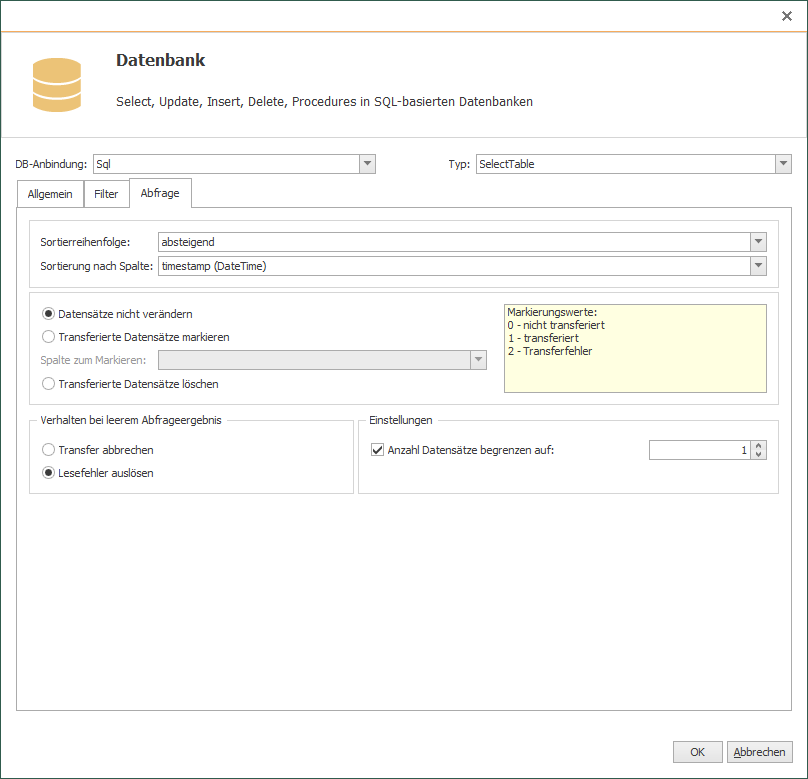 Datenbank
Select, Update, Insert, Delete, Procedures in SQL-basierten Datenbanken
DB-Anbindung: Sql Typ: SelectTable
Allgemein Filter Abfrage
Sortierreihenfolge: absteigend
Sortierung nach Spalte: timestamp (DateTime)
Datensätze nicht verändern
Transferierte Datensätze markieren
Spalte zum Markieren:
Transferierte Datensätze löschen
Markierungswerte:
0 - nicht transferiert
1 - transferiert
2 - Transferfehler
Verhalten bei leerem Abfrageergebnis
Transfer abbrechen
Lesefehler auslösen
Einstellungen
Anzahl Datensätze begrenzen auf: 1
OK Abbrechen